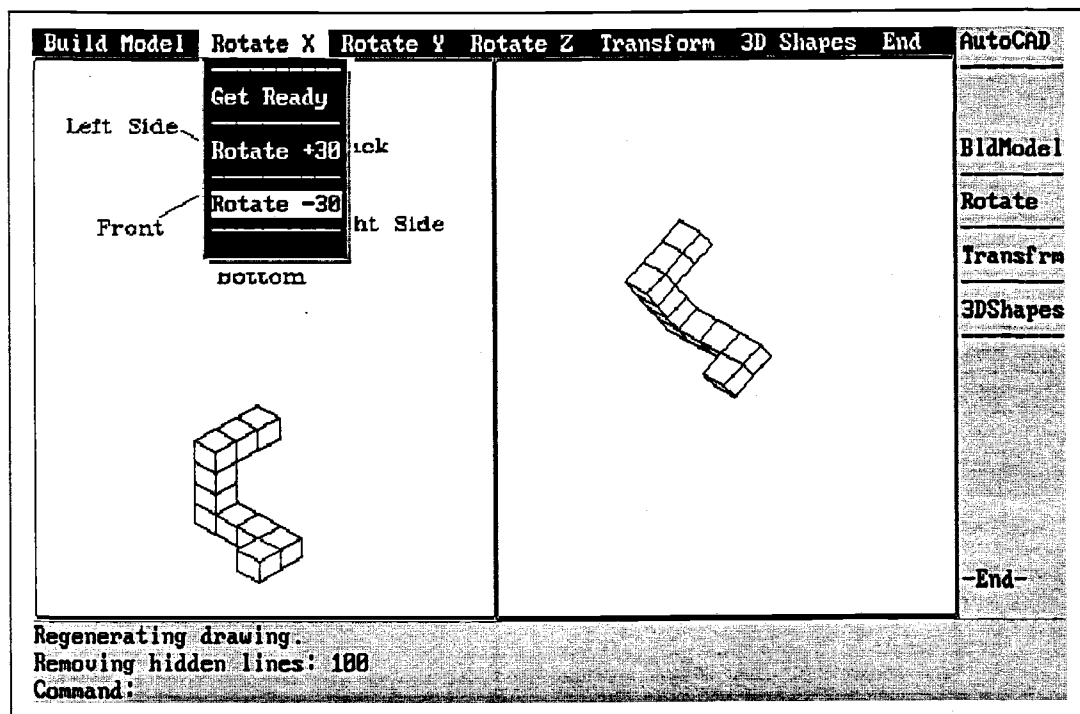 Build Model Rotate X Rotate Y Rotate Z Transform 3D Shapes End
AutoCAD
Get Ready
Rotate +30
Rotate -30
Left Side
Front
ick
ht Side
Bottom
BldModel
Rotate
Transfrm
3DShapes
-End-
Regenerating drawing.
Removing hidden lines: 100
Command: